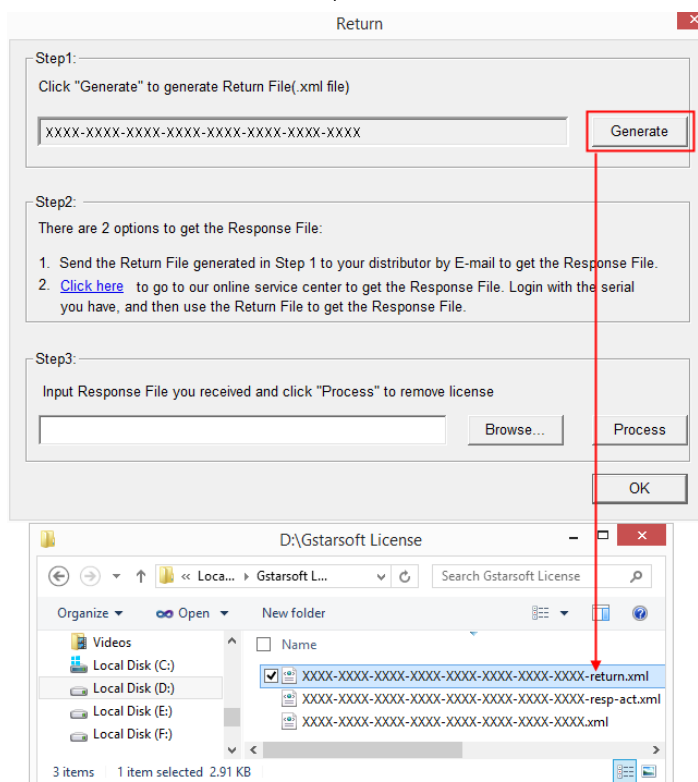 Return
Step1:
Click "Generate" to generate Return File(.xml file)
XXXX-XXXX-XXXX-XXXX-XXXX-XXXX-XXXX-XXXX
Generate
Step2:
There are 2 options to get the Response File:
1. Send the Return File generated in Step 1 to your distributor by E-mail to get the Response File.
2. Click here to go to our online service center to get the Response File. Login with the serial
you have, and then use the Return File to get the Response File.
Step3:
Input Response File you received and click "Process" to remove license
Browse...
Process
OK
D:\Gstarsoft License
« Loca... Gstarsoft L...
Search Gstarsoft License
Organize
Open
New folder
Videos
Local Disk (C:)
Local Disk (D:)
Local Disk (E:)
Local Disk (F:)
Name
XXXX-XXXX-XXXX-XXXX-XXXX-XXXX-XXXX-XXXX-return.xml
XXXX-XXXX-XXXX-XXXX-XXXX-XXXX-XXXX-XXXX-resp-act.xml
XXXX-XXXX-XXXX-XXXX-XXXX-XXXX-XXXX-XXXX.xml
3 items 1 item selected 2.91 KB